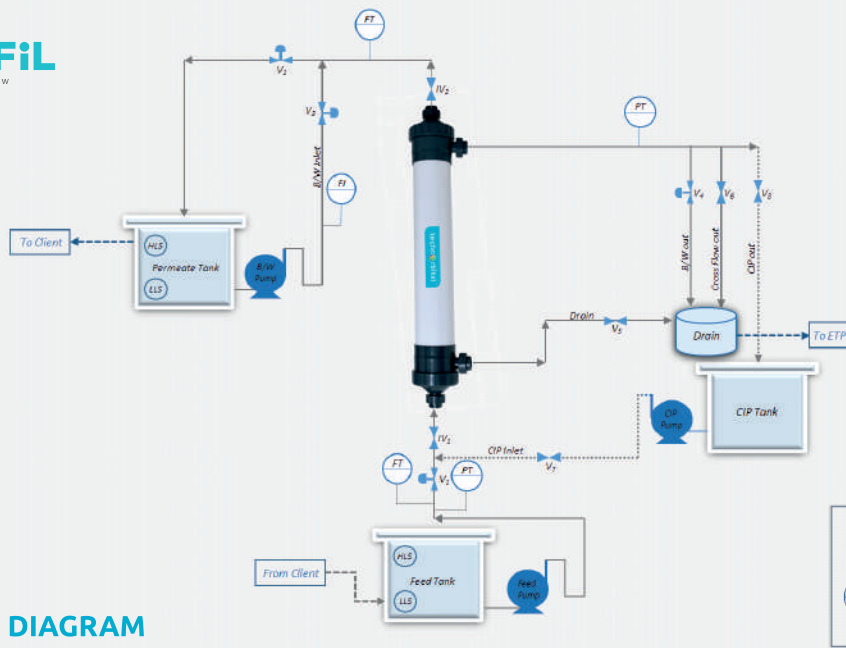 FiL
w
FT
V₂
IV₂
V₃
PT
B/W Inlet
FI
V₄
V₆
V₈
To Client
HLS
Permeate Tank
LLS
B/W
Pump
B/W out
Cross Flow out
CIP out
Drain
V₅
Drain
To ETP
CIP Tank
CIP
Pump
IV₁
CIP Inlet
V₇
FT
V₁
PT
HLS
From Client
Feed Tank
LLS
Feed
Pump
DIAGRAM